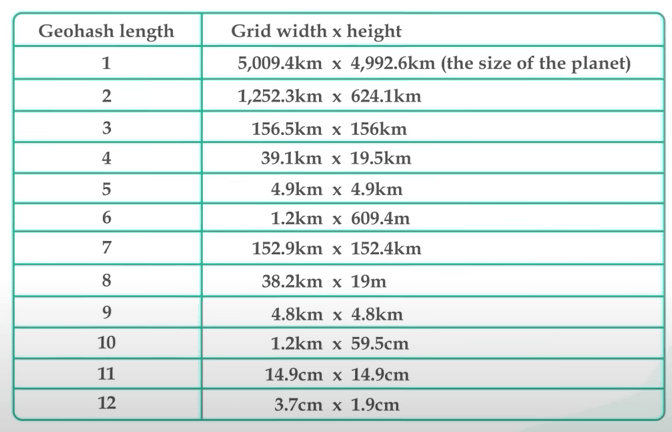 Geohash length Grid width x height
1 5,009.4km x 4,992.6km (the size of the planet)
2 1,252.3km x 624.1km
3 156.5km x 156km
4 39.1km x 19.5km
5 4.9km x 4.9km
6 1.2km x 609.4m
7 152.9km x 152.4km
8 38.2km x 19m
9 4.8km x 4.8km
10 1.2km x 59.5cm
11 14.9cm x 14.9cm
12 3.7cm x 1.9cm